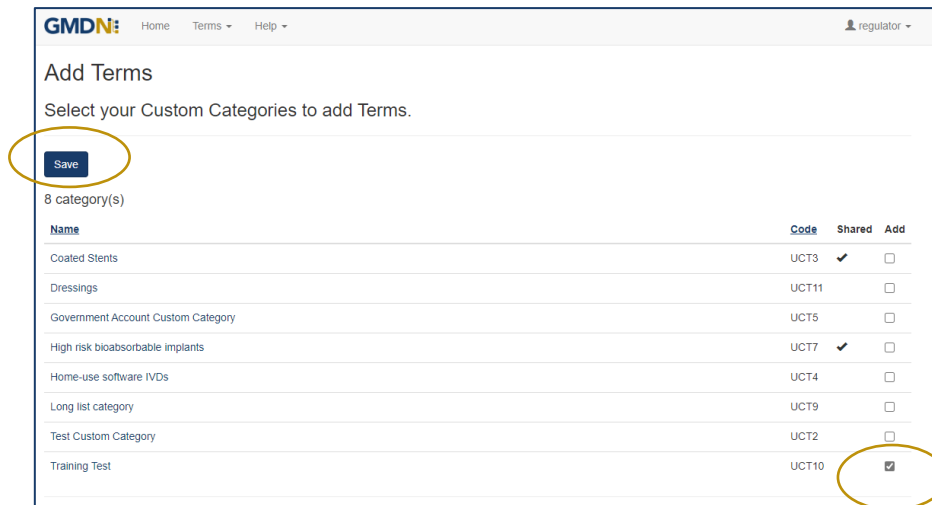 GMDN Home Terms Help regulator
Add Terms
Select your Custom Categories to add Terms.
Save
8 category(s)
Name Code Shared Add
Coated Stents UCT3
Dressings UCT11
Government Account Custom Category UCT5
High risk bioabsorbable implants UCT7
Home-use software IVDs UCT4
Long list category UCT9
Test Custom Category UCT2
Training Test UCT10